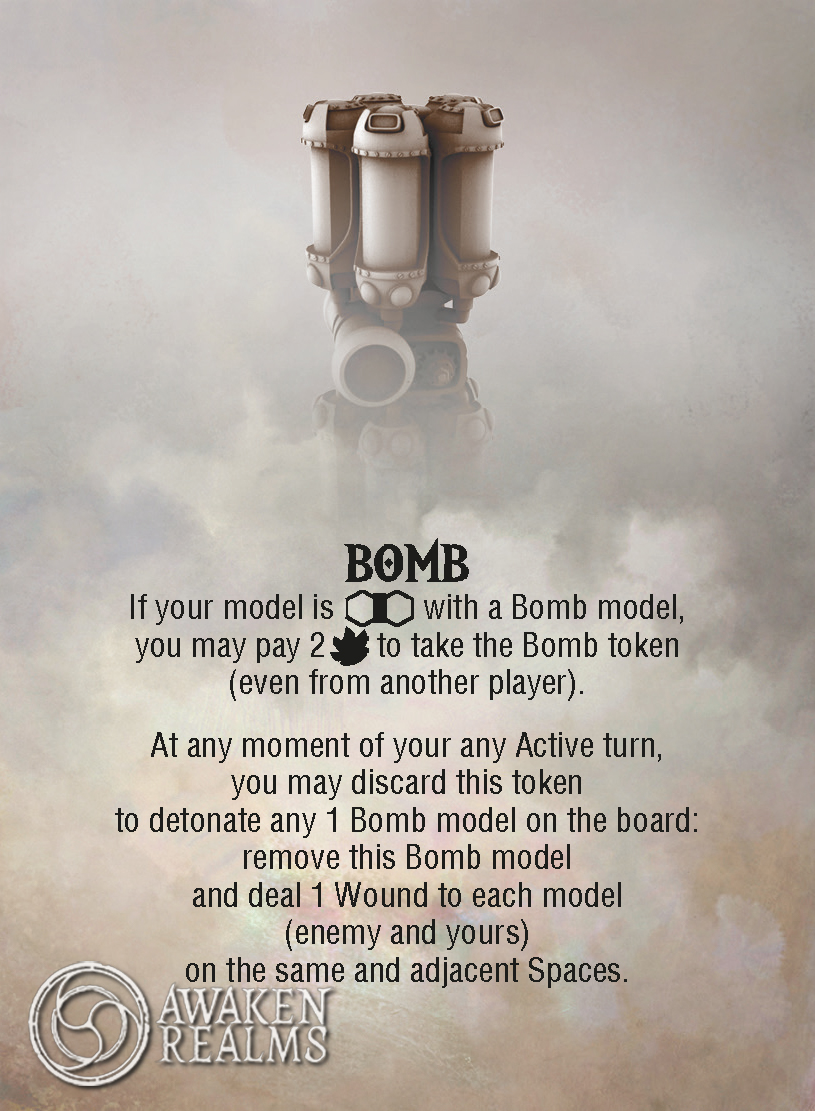 BOMB
If your model is with a Bomb model,
you may pay 2 to take the Bomb token
(even from another player).
At any moment of your any Active turn,
you may discard this token
to detonate any 1 Bomb model on the board:
remove this Bomb model
and deal 1 Wound to each model
(enemy and yours)
on the same and adjacent Spaces.
AWAKEN
REALMS